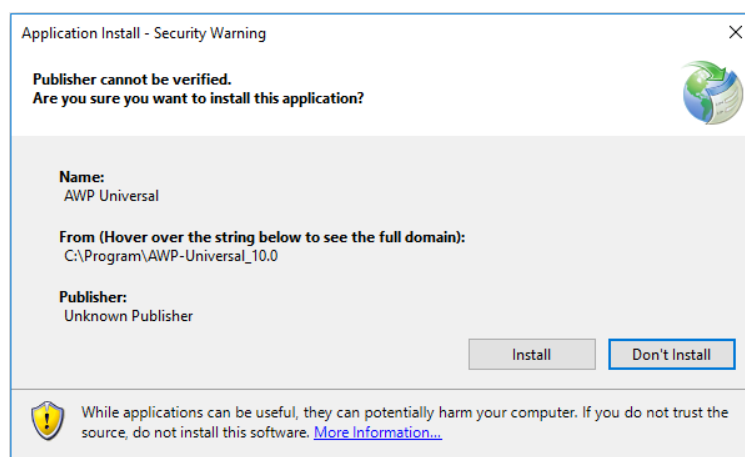 Application Install - Security Warning
Publisher cannot be verified.
Are you sure you want to install this application?
Name:
AWP Universal
From (Hover over the string below to see the full domain):
C:\Program\AWP-Universal_10.0
Publisher:
Unknown Publisher
Install
Don't Install
While applications can be useful, they can potentially harm your computer. If you do not trust the
source, do not install this software. More Information...